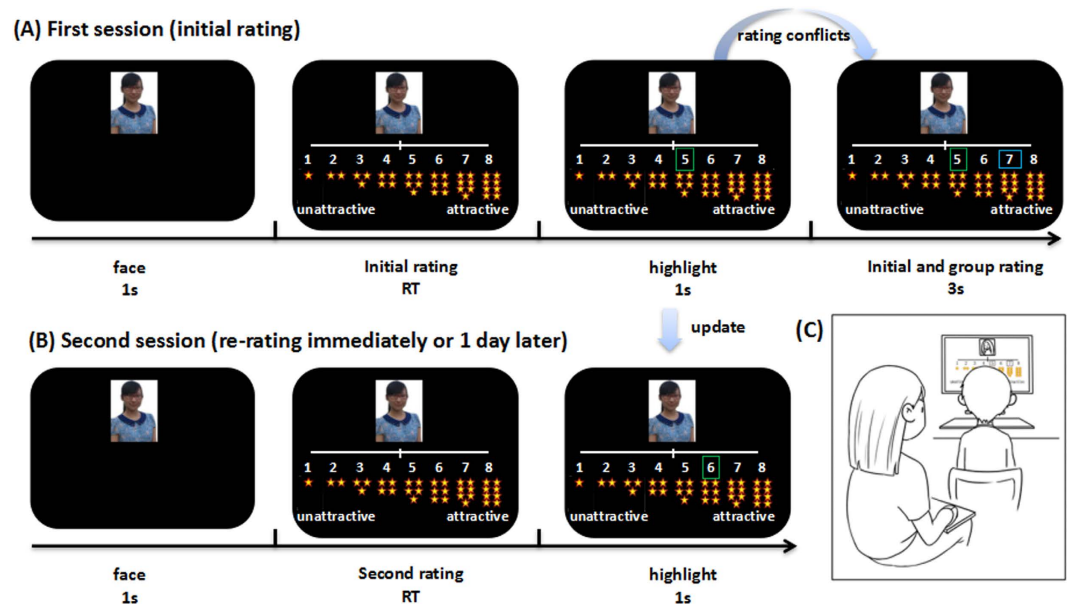 (A) First session (initial rating)
rating conflicts
1 2 3 4 5 6 7 8
unattractive attractive
1 2 3 4 5 6 7 8
unattractive attractive
1 2 3 4 5 6 7 8
unattractive attractive
face
1s
Initial rating
RT
highlight
1s
Initial and group rating
3s
update
(B) Second session (re-rating immediately or 1 day later)
(C)
1 2 3 4 5 6 7 8
unattractive attractive
1 2 3 4 5 6 7 8
unattractive attractive
face
1s
Second rating
RT
highlight
1s